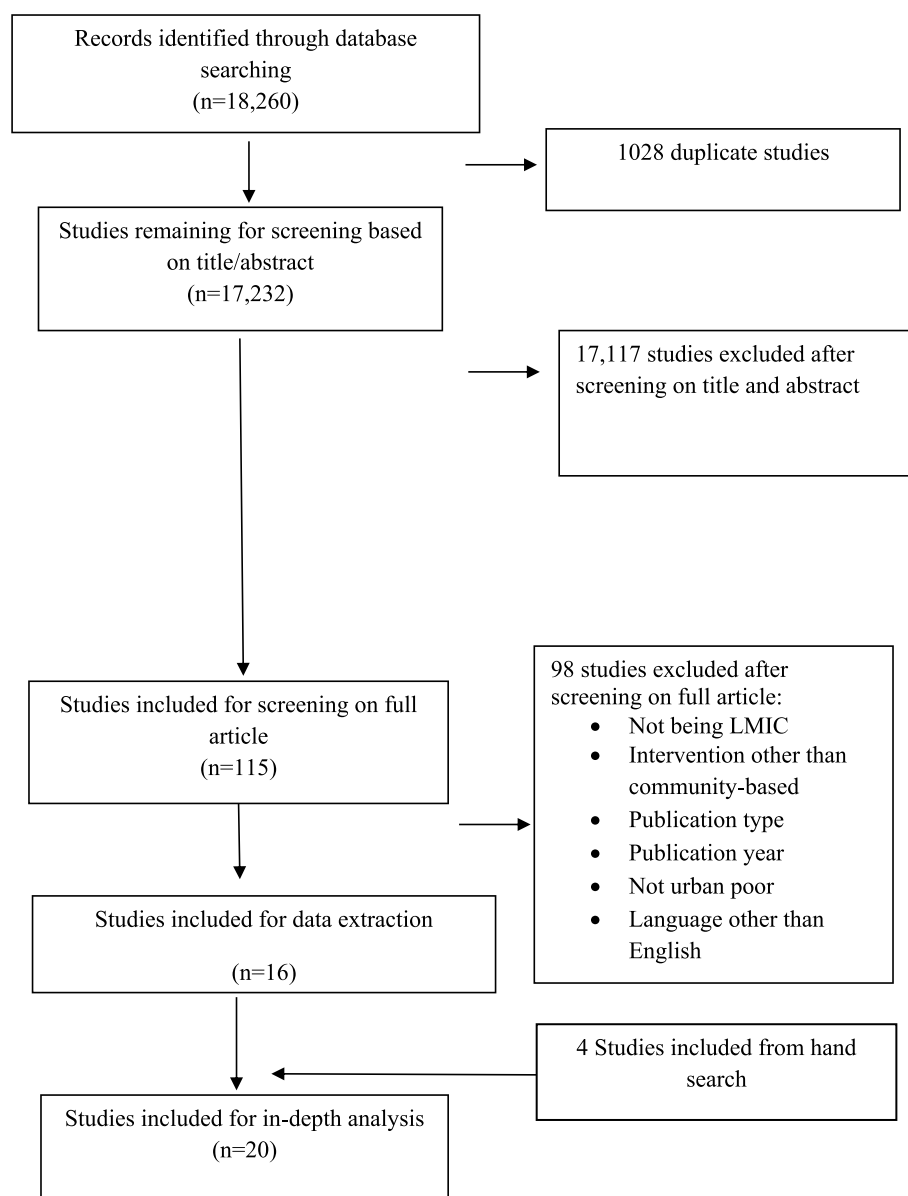 Records identified through database
searching
(n=18,260)
1028 duplicate studies
Studies remaining for screening based
on title/abstract
(n=17,232)
17,117 studies excluded after
screening on title and abstract
Studies included for screening on full
article
(n=115)
98 studies excluded after
screening on full article:
• Not being LMIC
• Intervention other than
community-based
• Publication type
• Publication year
• Not urban poor
• Language other than
English
Studies included for data extraction
(n=16)
4 Studies included from hand
search
Studies included for in-depth analysis
(n=20)